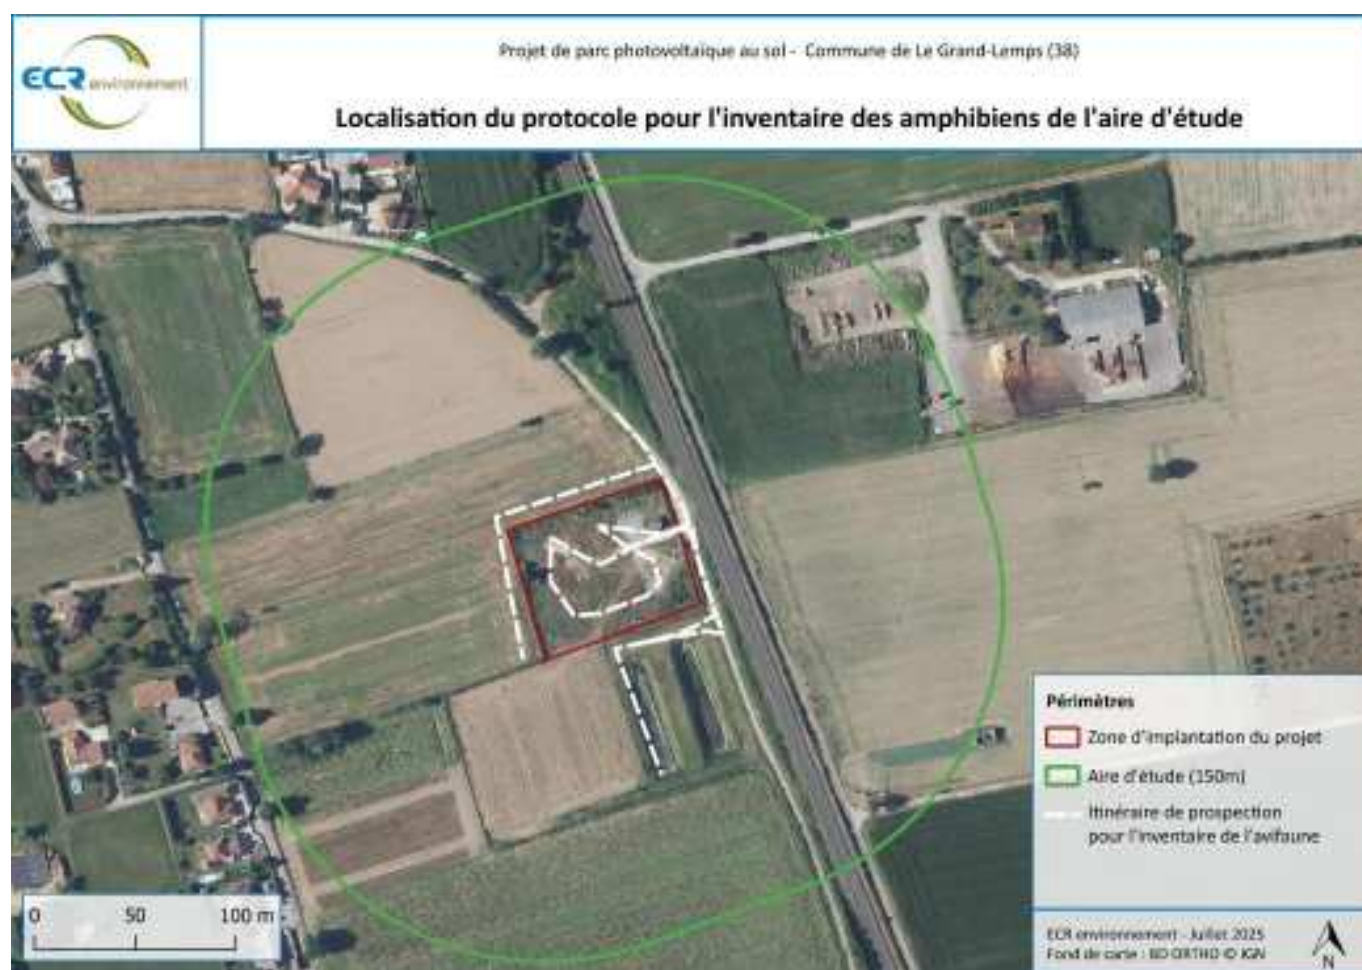 ECR environnement
Projet de parc photovoltaïque au sol - Commune de Le Grand-Lemps (38)
Localisation du protocole pour l'inventaire des amphibiens de l'aire d'étude
Périmètres
Zone d'implantation du projet
Aire d'étude (150m)
Itinéraire de prospection
pour l'inventaire de l'avifaune
0 50 100 m
ECR environnement - Juillet 2025
Fond de carte : BD ORTHO © IGN
N